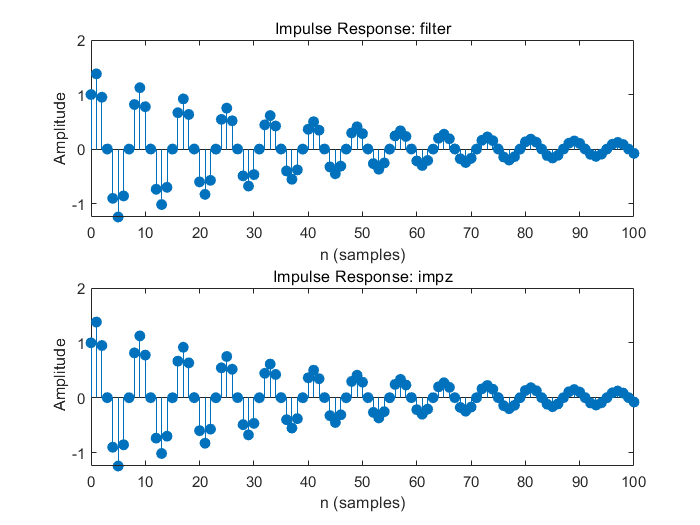 Impulse Response: filter
2
1
0
-1
Amplitude
0 10 20 30 40 50 60 70 80 90 100
n (samples)
Impulse Response: impz
2
1
0
-1
Amplitude
0 10 20 30 40 50 60 70 80 90 100
n (samples)